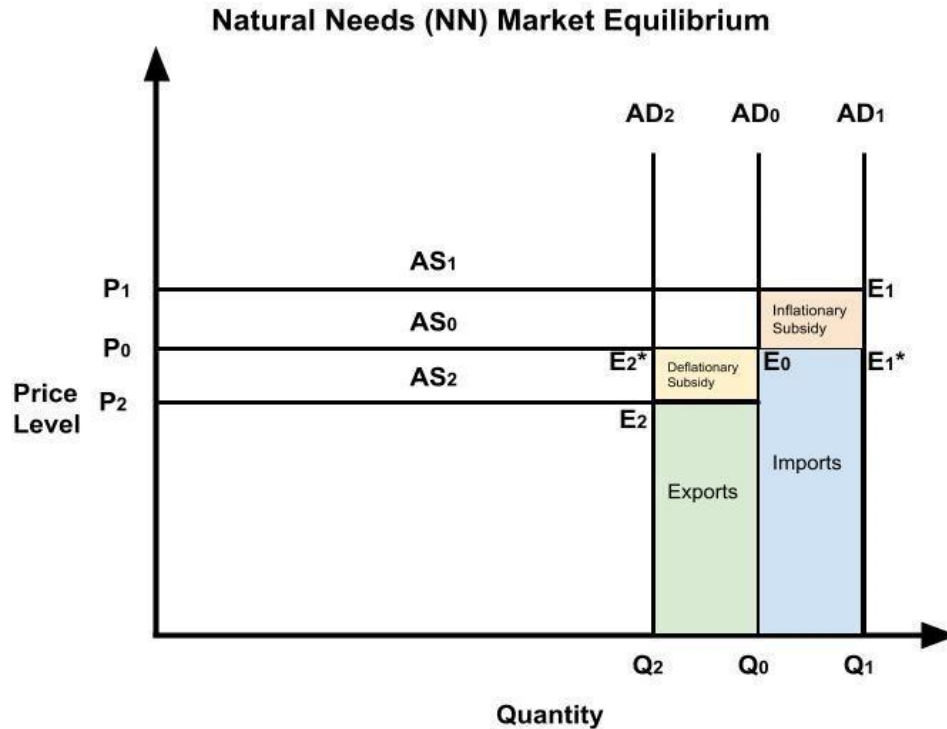 Natural Needs (NN) Market Equilibrium
AD2 AD0 AD1
AS1
P1 E1
AS0 Inflationary
Subsidy
P0 E2* Deflationary
Subsidy E0 E1*
AS2
Price
Level
P2
E2
Exports
Imports
Q2 Q0 Q1
Quantity